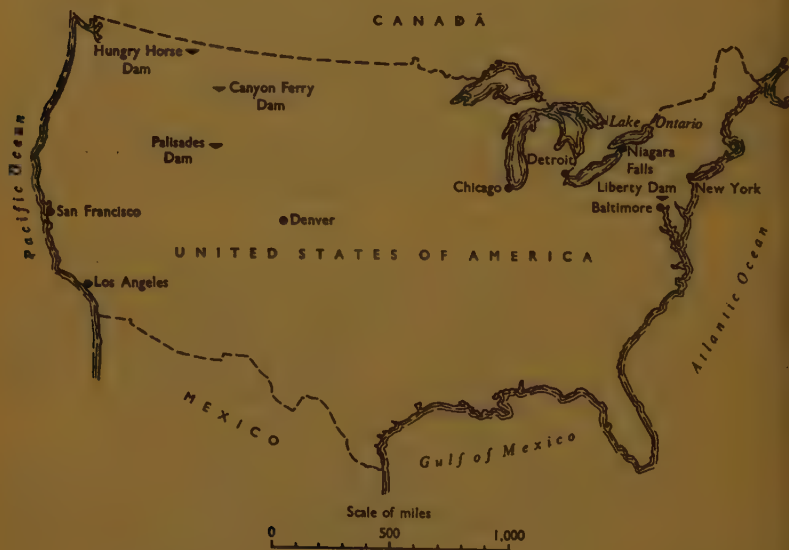 CANADA
Hungry Horse
Dam
Canyon Ferry
Dam
Palisades
Dam
Pacific Ocean
San Francisco
Los Angeles
Denver
UNITED STATES OF AMERICA
Chicago
Detroit
Lake Ontario
Niagara
Falls
Liberty Dam
Baltimore
New York
Atlantic Ocean
MEXICO
Gulf of Mexico
Scale of miles
0 500 1,000